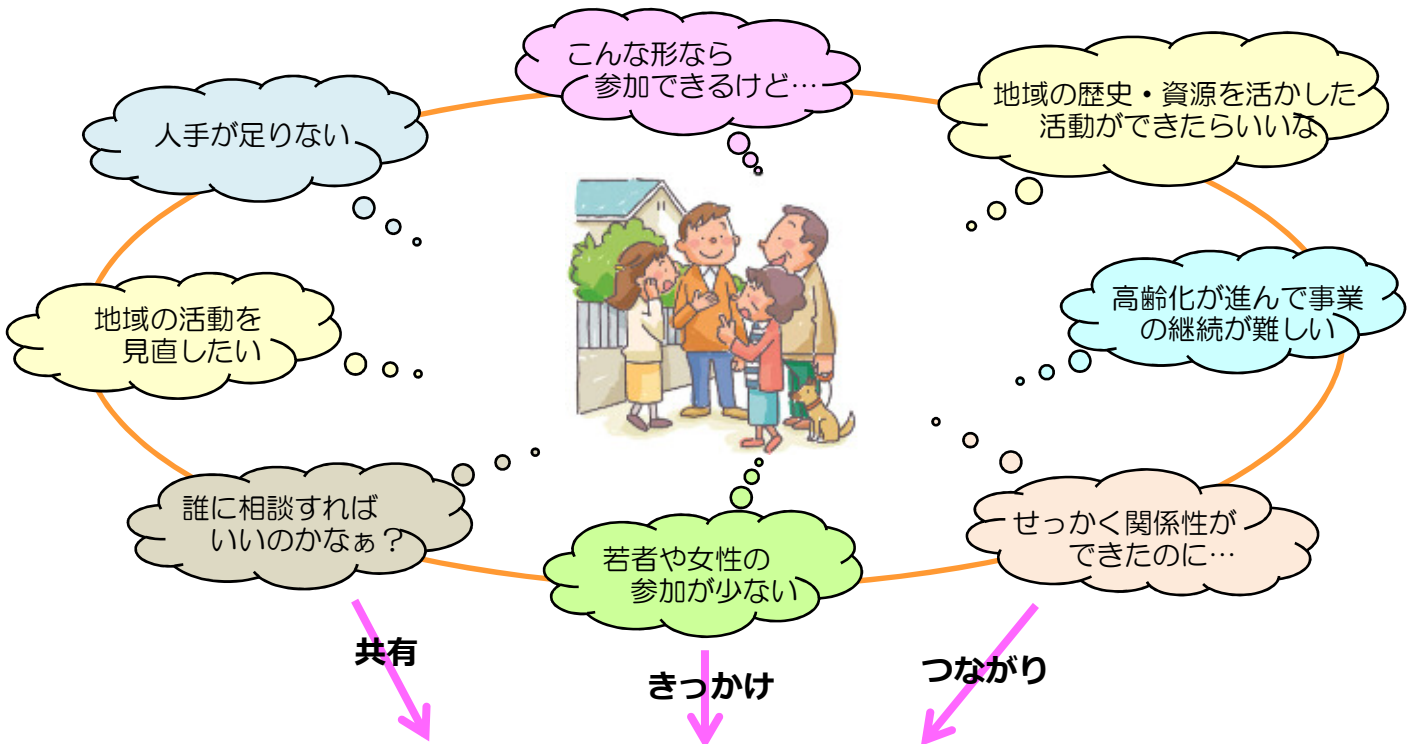 こんな形なら
参加できるけど…
人手が足りない
地域の歴史・資源を活かした
活動ができたらいいな
地域の活動を
見直したい
高齢化が進んで事業
の継続が難しい
誰に相談すれば
いいのかなぁ？
若者や女性の
参加が少ない
せっかく関係性が
できたのに…
共有
きっかけ
つながり